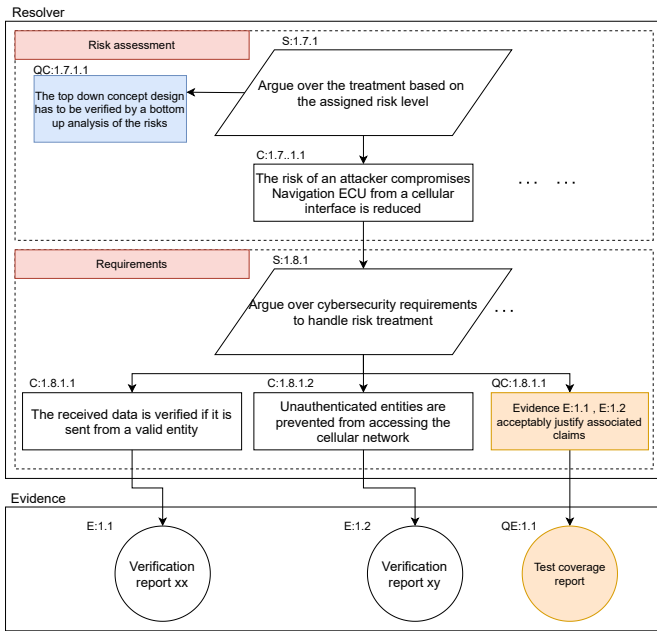 Resolver
Risk assessment
S:1.7.1
QC:1.7.1.1
The top down concept design
has to be verified by a bottom
up analysis of the risks
Argue over the treatment based on
the assigned risk level
C:1.7..1.1
The risk of an attacker compromises
Navigation ECU from a cellular
interface is reduced
... ...
Requirements
S:1.8.1
Argue over cybersecurity requirements
to handle risk treatment
...
C:1.8.1.1
The received data is verified if it is
sent from a valid entity
C:1.8.1.2
Unauthenticated entities are
prevented from accessing the
cellular network
QC:1.8.1.1
Evidence E:1.1 , E:1.2
acceptably justify associated
claims
Evidence
E:1.1
Verification
report xx
E:1.2
Verification
report xy
QE:1.1
Test coverage
report